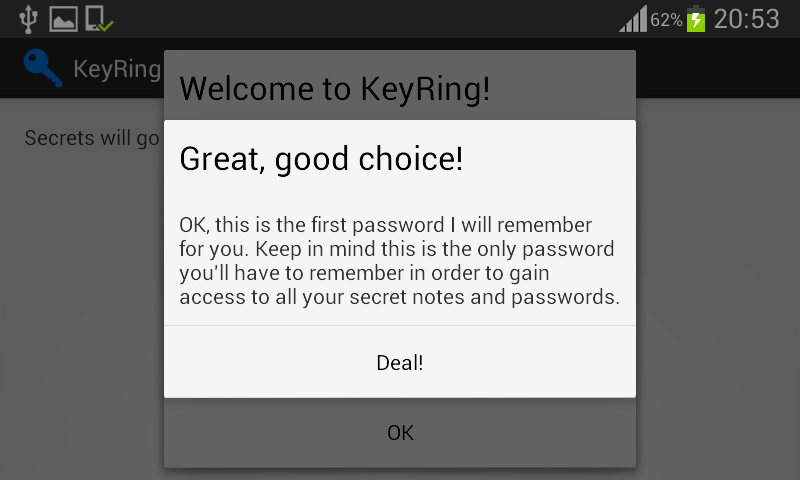 62% 20:53
KeyRing
Welcome to KeyRing!
Secrets will go
Great, good choice!
OK, this is the first password I will remember
for you. Keep in mind this is the only password
you'll have to remember in order to gain
access to all your secret notes and passwords.
Deal!
OK